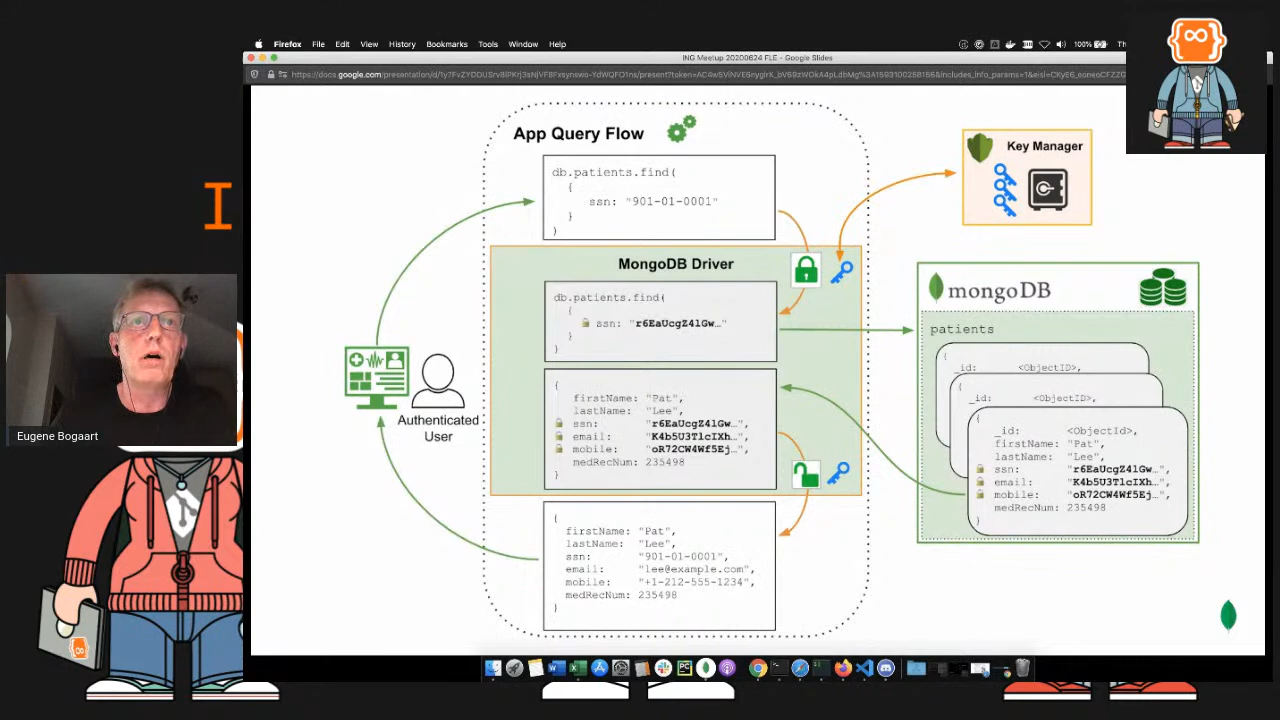 Firefox File Edit View History Bookmarks Tools Window Help
100%
ING Meetup 20200624 FLE - Google Slides
App Query Flow
db.patients.find(
{
ssn: "901-01-0001"
}
)
Key Manager
MongoDB Driver
db.patients.find(
{
ssn: "r6EaUcgZ4lGw…"
}
)
{
firstName: "Pat",
lastName: "Lee",
ssn: "r6EaUcgZ4lGw…",
email: "K4b5U3TlcIXh…",
mobile: "oR72CW4Wf5Ej…",
medRecNum: 235498
}
{
firstName: "Pat",
lastName: "Lee",
ssn: "901-01-0001",
email: "lee@example.com",
mobile: "+1-212-555-1234",
medRecNum: 235498
}
Authenticated
User
mongoDB
patients
{
_id: <ObjectID>,
{
_id: <ObjectID>,
{
_id: <ObjectId>,
firstName: "Pat",
lastName: "Lee",
ssn: "r6EaUcgZ4lGw…",
email: "K4b5U3TlcIXh…",
mobile: "oR72CW4Wf5Ej…",
medRecNum: 235498
}
I
Eugene Bogaart